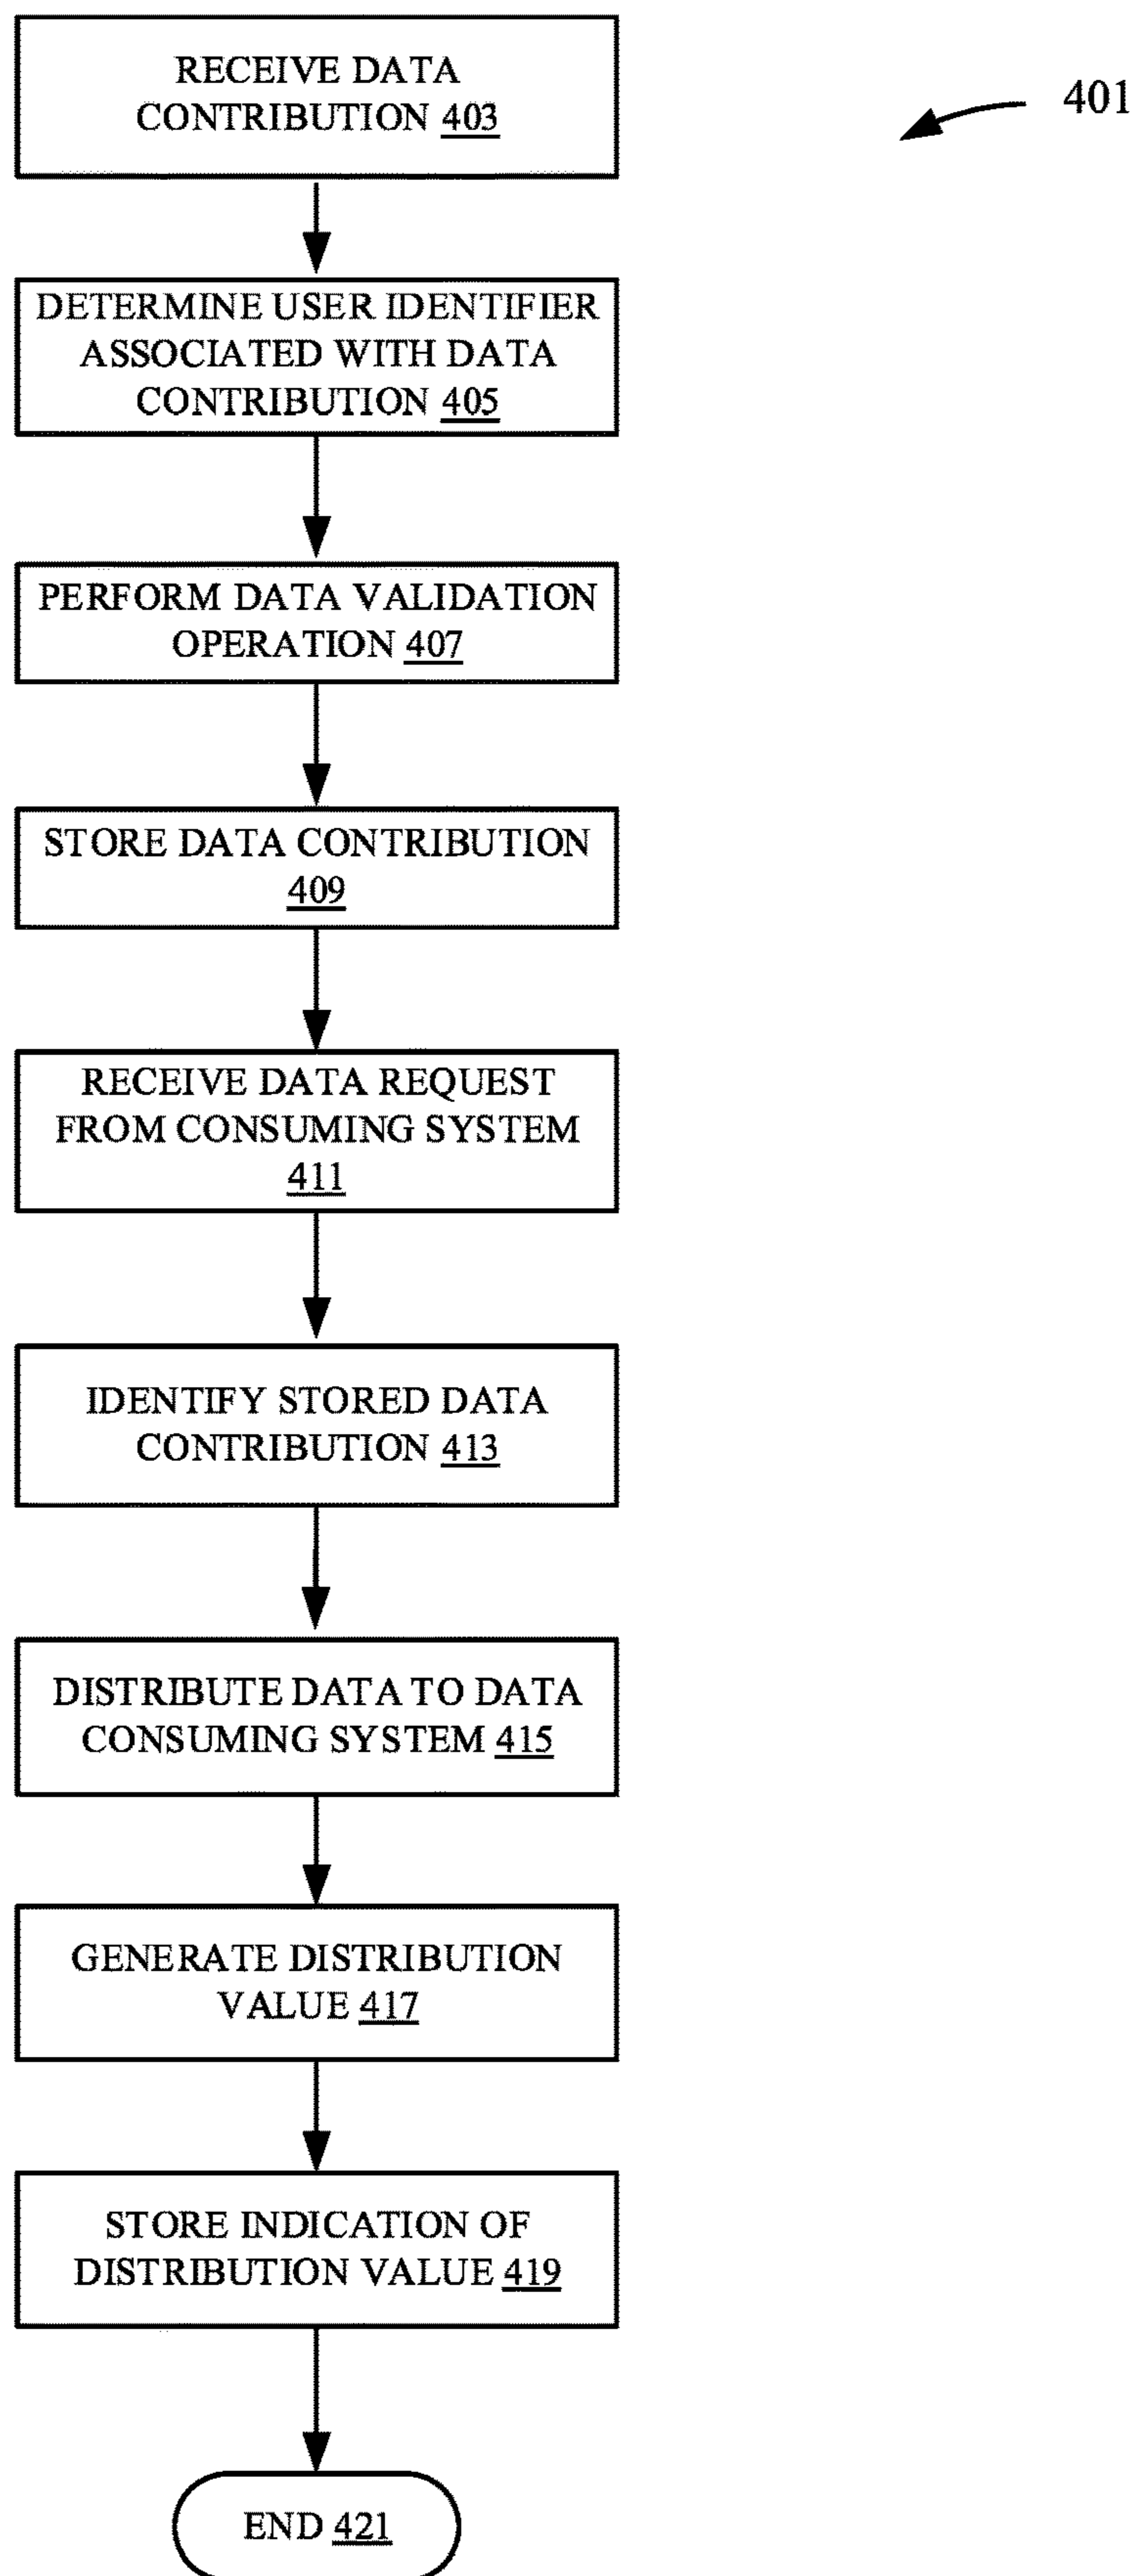 RECEIVE DATA
CONTRIBUTION 403
401
DETERMINE USER IDENTIFIER
ASSOCIATED WITH DATA
CONTRIBUTION 405
PERFORM DATA VALIDATION
OPERATION 407
STORE DATA CONTRIBUTION
409
RECEIVE DATA REQUEST
FROM CONSUMING SYSTEM
411
IDENTIFY STORED DATA
CONTRIBUTION 413
DISTRIBUTE DATA TO DATA
CONSUMING SYSTEM 415
GENERATE DISTRIBUTION
VALUE 417
STORE INDICATION OF
DISTRIBUTION VALUE 419
END 421